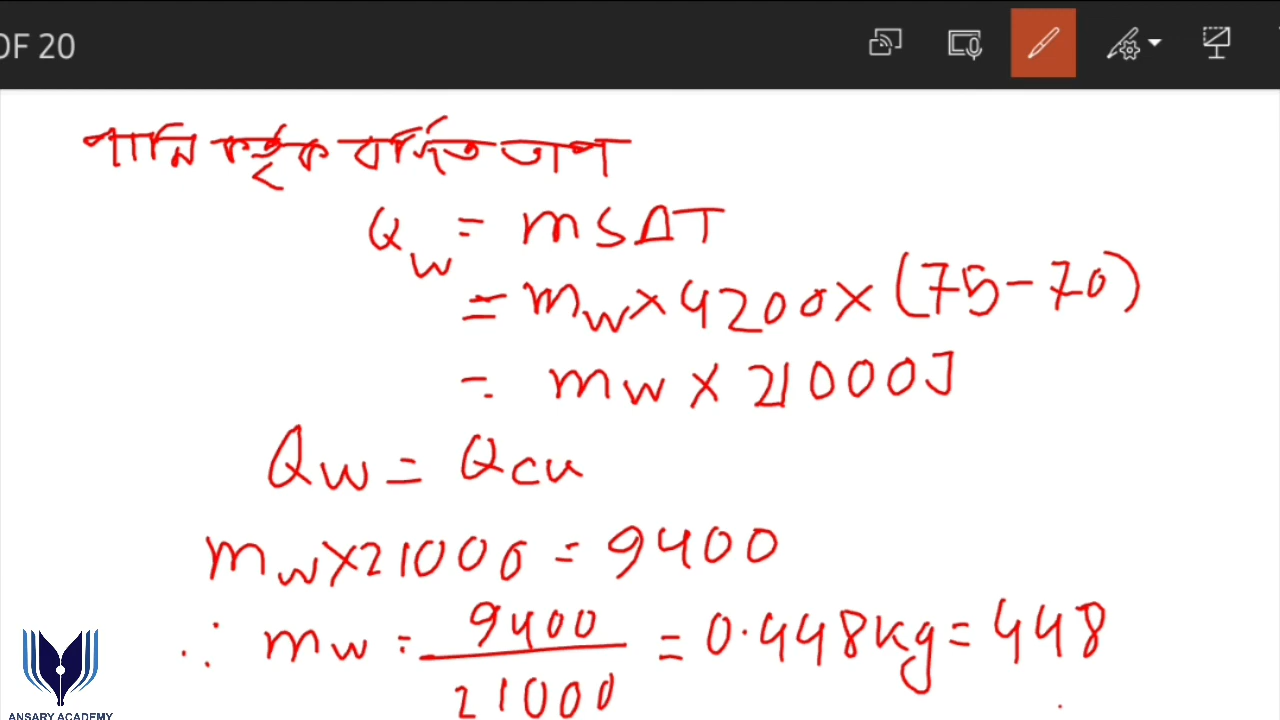 OF 20
পানি কর্তৃক বর্জিত তাপ
Qw = msΔT
= mw×4200×(75-70)
= mw × 21000J
Qw = Qcu
mw×21000 = 9400
∴ mw = 9400/21000 = 0.448kg = 448
ANSARY ACADEMY